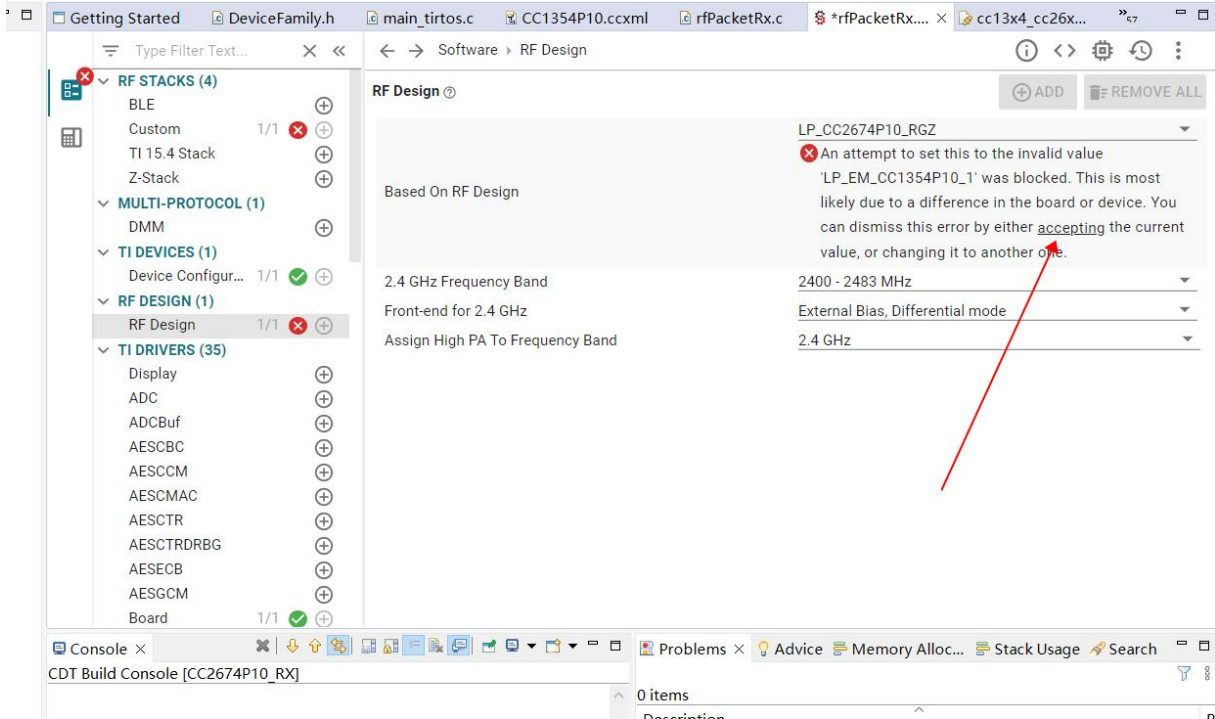 Getting Started
DeviceFamily.h
main_tirtos.c
CC1354P10.ccxml
rfPacketRx.c
*rfPacketRx....
cc13x4_cc26x...
57
Type Filter Text...
Software
RF Design
RF STACKS (4)
BLE
Custom 1/1
TI 15.4 Stack
Z-Stack
MULTI-PROTOCOL (1)
DMM
TI DEVICES (1)
Device Configur... 1/1
RF DESIGN (1)
RF Design 1/1
TI DRIVERS (35)
Display
ADC
ADCBuf
AESCBC
AESCCM
AESCMAC
AESCTR
AESCTRDRBG
AESECB
AESGCM
Board 1/1
RF Design
ADD
REMOVE ALL
Based On RF Design
LP_CC2674P10_RGZ
An attempt to set this to the invalid value
'LP_EM_CC1354P10_1' was blocked. This is most
likely due to a difference in the board or device. You
can dismiss this error by either accepting the current
value, or changing it to another one.
2.4 GHz Frequency Band 2400 - 2483 MHz
Front-end for 2.4 GHz External Bias, Differential mode
Assign High PA To Frequency Band 2.4 GHz
Console
CDT Build Console [CC2674P10_RX]
Problems
Advice
Memory Alloc...
Stack Usage
Search
0 items
Description